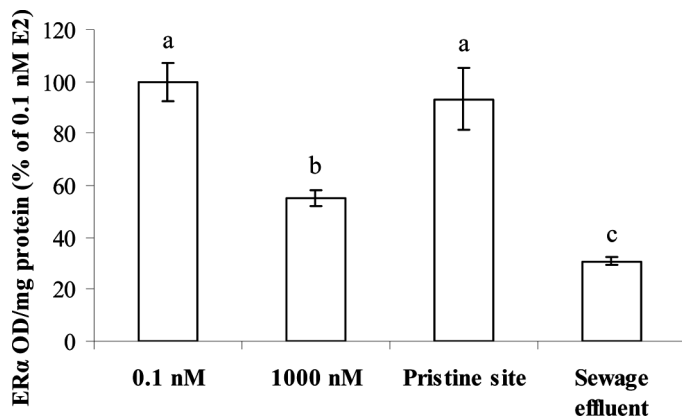 ERα OD/mg protein (% of 0.1 nM E2)
120
100
80
60
40
20
0
a
b
a
c
0.1 nM
1000 nM
Pristine site
Sewage
effluent